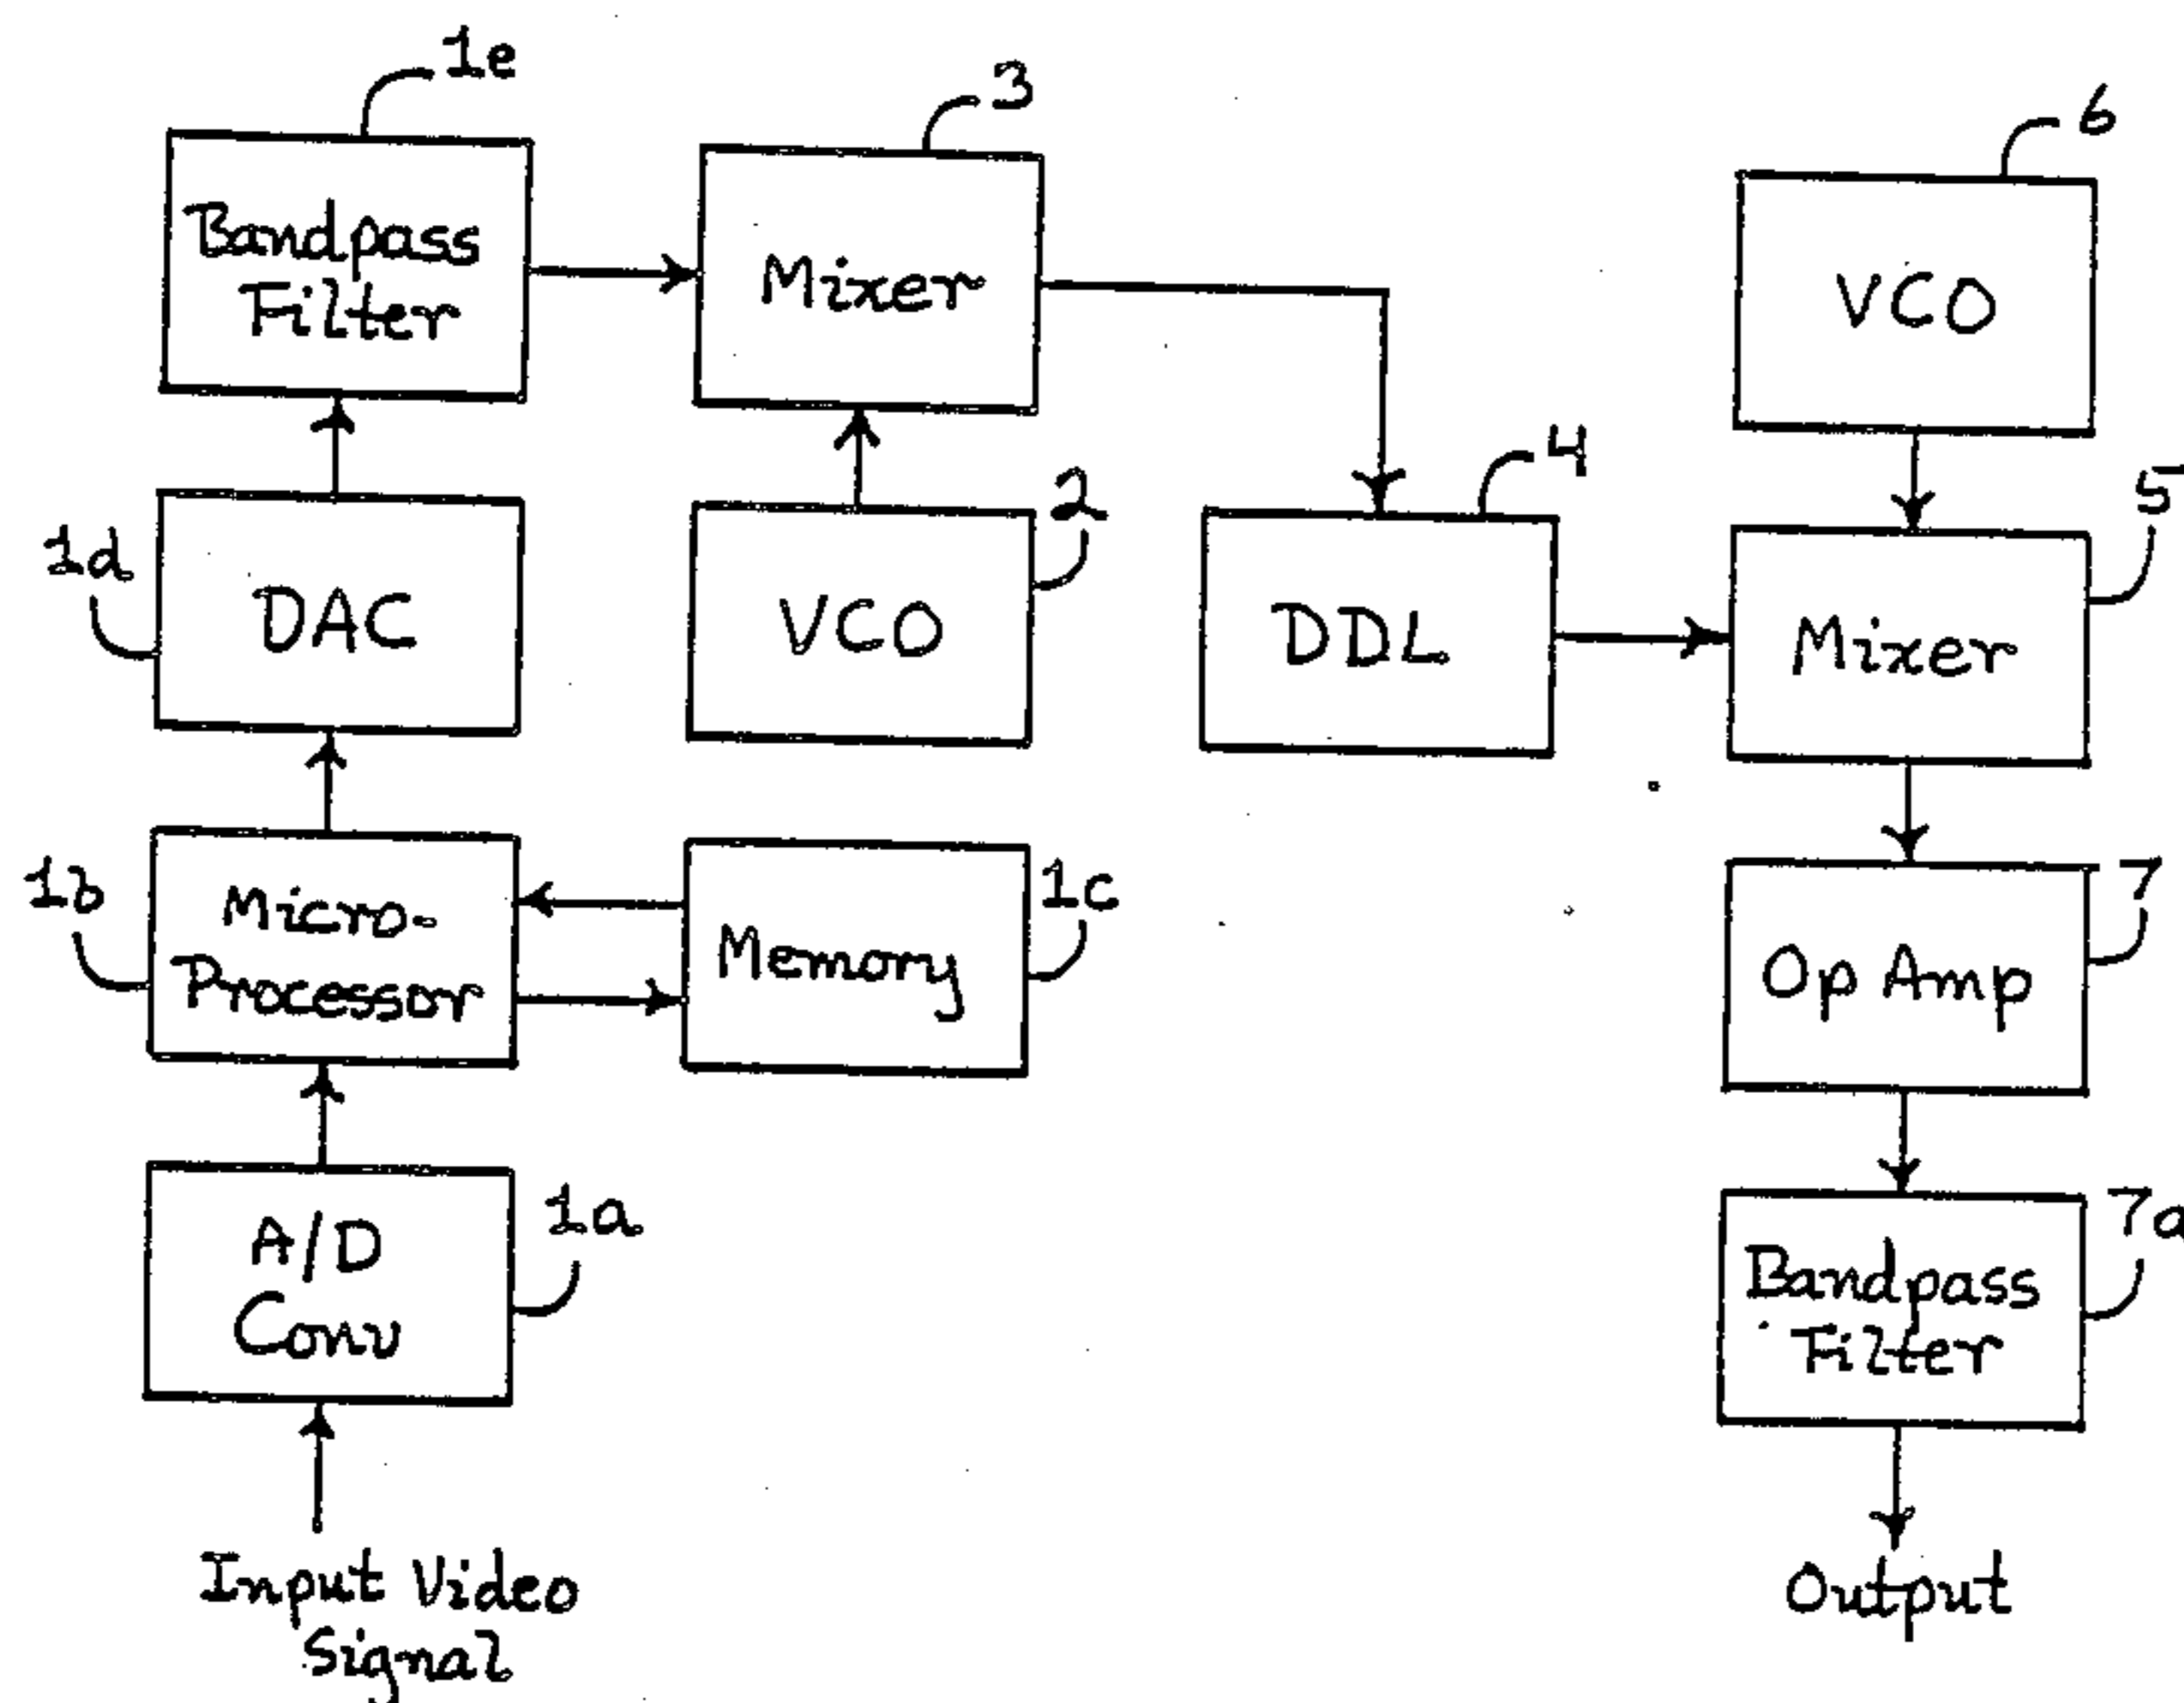 1e
3
6
Bandpass
Filter
Mixer
VCO
1d
DAC
2
VCO
4
DDL
5
Mixer
1b
Micro-
Processor
1c
Memory
7
Op Amp
1a
A/D
Conv
7a
Bandpass
Filter
Input Video
Signal
Output